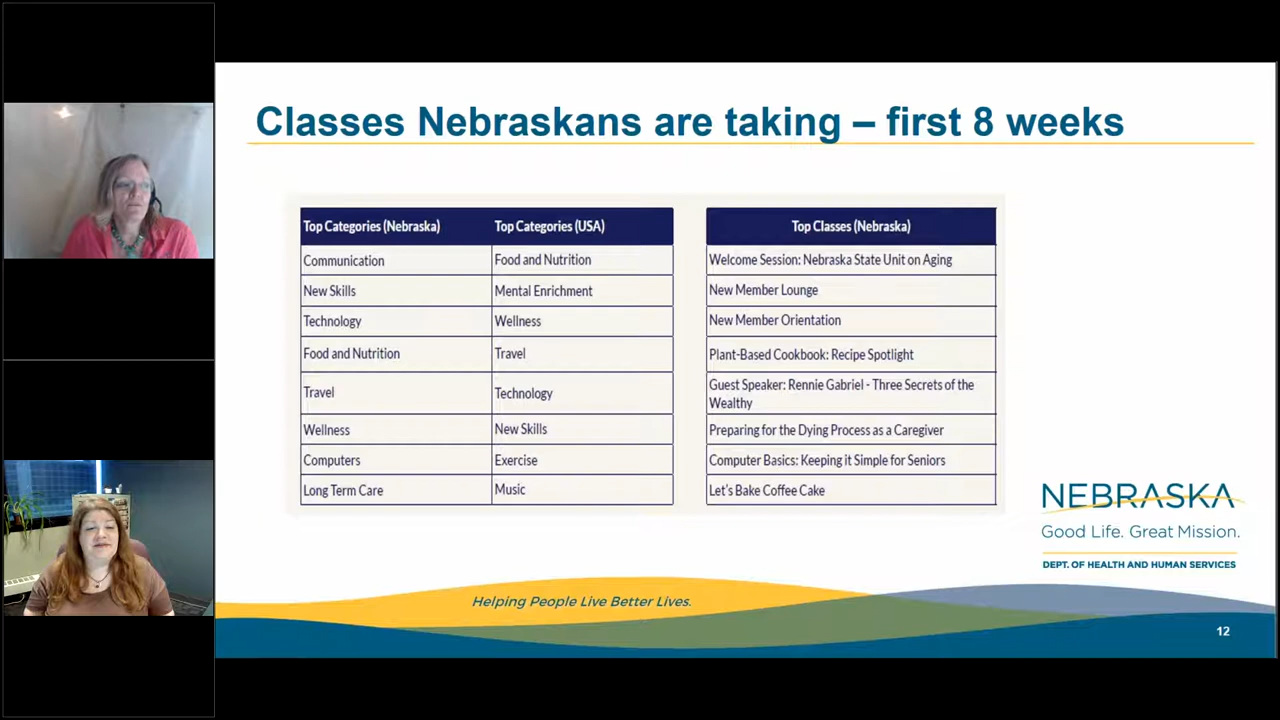 Classes Nebraskans are taking – first 8 weeks
Top Categories (Nebraska) Top Categories (USA)
Communication Food and Nutrition
New Skills Mental Enrichment
Technology Wellness
Food and Nutrition Travel
Travel Technology
Wellness New Skills
Computers Exercise
Long Term Care Music
Top Classes (Nebraska)
Welcome Session: Nebraska State Unit on Aging
New Member Lounge
New Member Orientation
Plant-Based Cookbook: Recipe Spotlight
Guest Speaker: Rennie Gabriel - Three Secrets of the
Wealthy
Preparing for the Dying Process as a Caregiver
Computer Basics: Keeping it Simple for Seniors
Let's Bake Coffee Cake
NEBRASKA
Good Life. Great Mission.
DEPT. OF HEALTH AND HUMAN SERVICES
Helping People Live Better Lives.
12